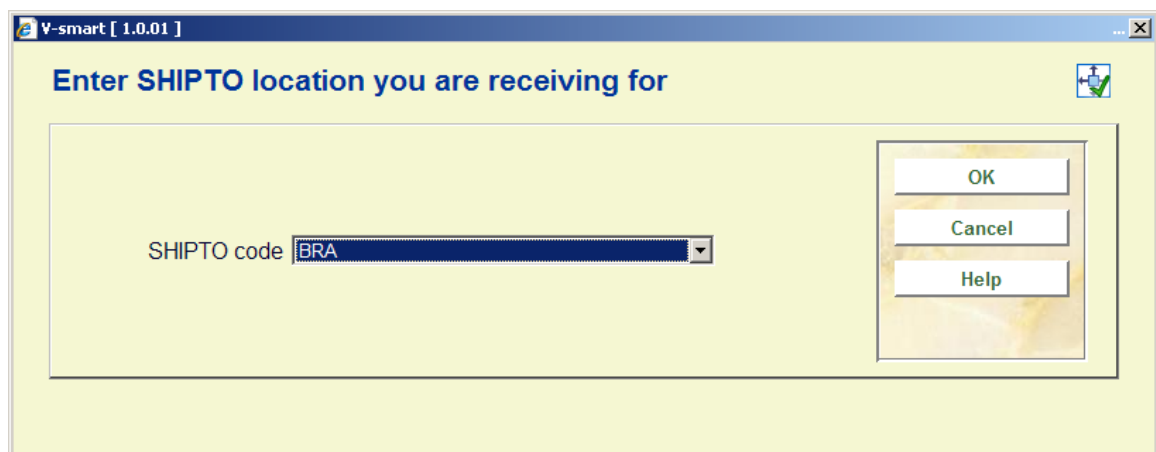 V-smart [ 1.0.01 ] ...
Enter SHIPTO location you are receiving for
OK
SHIPTO code BRA
Cancel
Help